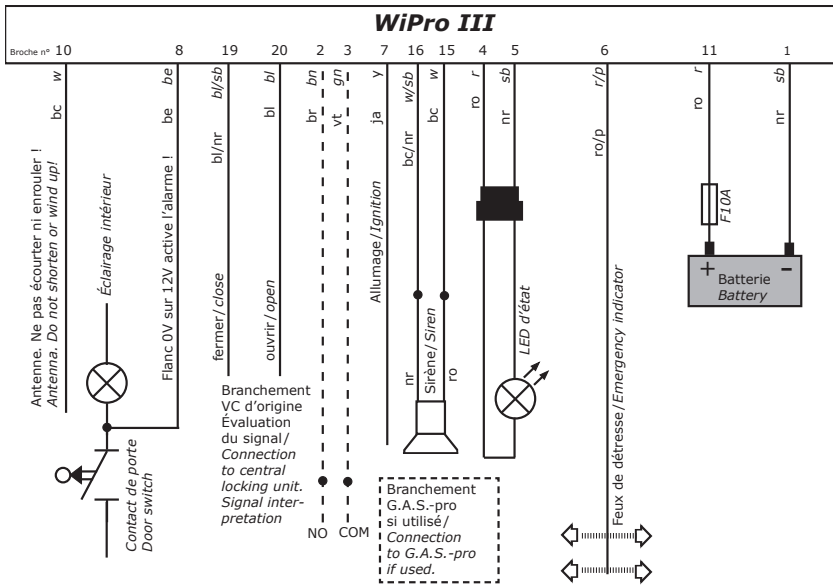 WiPro III
Broche n° 10 8 19 20 2 3 7 16 15 4 5 6 11 1
w be bl/sb bl bn gn y w/sb w r sb r/p r sb
bc be bl/nr bl br vt ja bc/nr bc ro nr ro/p ro nr
Antenne. Ne pas écourter ni enrouler !
Antenna. Do not shorten or wind up!
Éclairage intérieur
Flanc 0V sur 12V active l'alarme !
Contact de porte
Door switch
fermer/close
ouvrir/open
Branchement
VC d'origine
Évaluation
du signal/
Connection
to central
locking unit.
Signal inter-
pretation
NO COM
Allumage/Ignition
nr
Sirène/Siren
ro
Branchement
G.A.S.-pro
si utilisé/
Connection
to G.A.S.-pro
if used.
LED d'état
Feux de détresse/Emergency indicator
F10A
+ -
Batterie
Battery